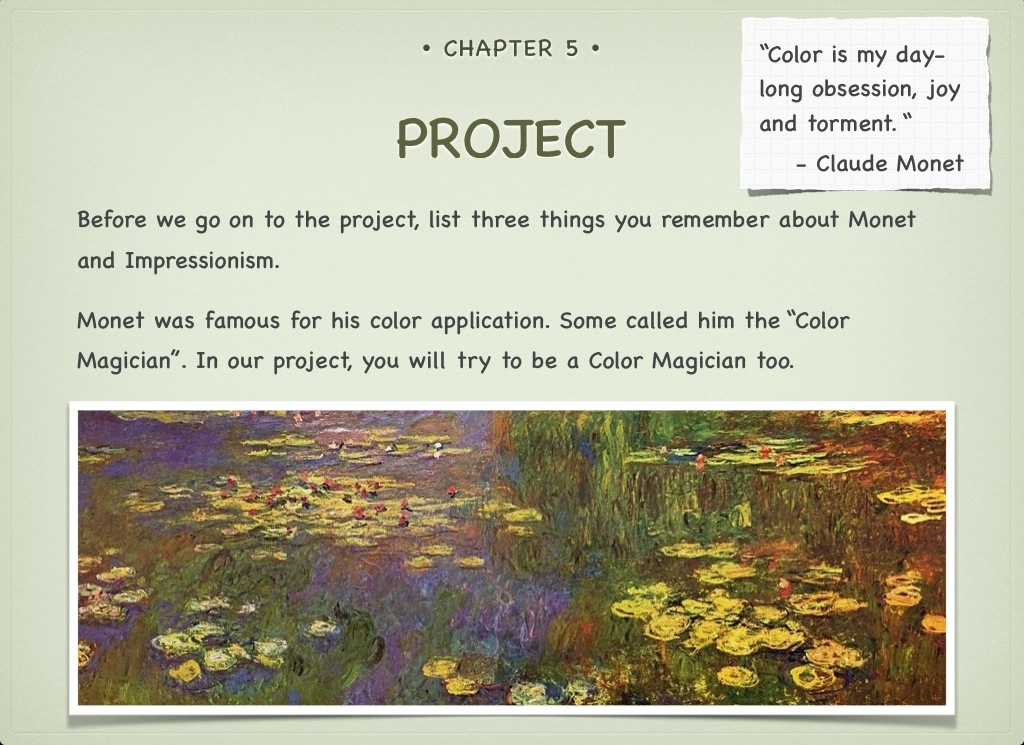 • CHAPTER 5 •
PROJECT
“Color is my day-
long obsession, joy
and torment. “
- Claude Monet
Before we go on to the project, list three things you remember about Monet
and Impressionism.
Monet was famous for his color application. Some called him the “Color
Magician”. In our project, you will try to be a Color Magician too.